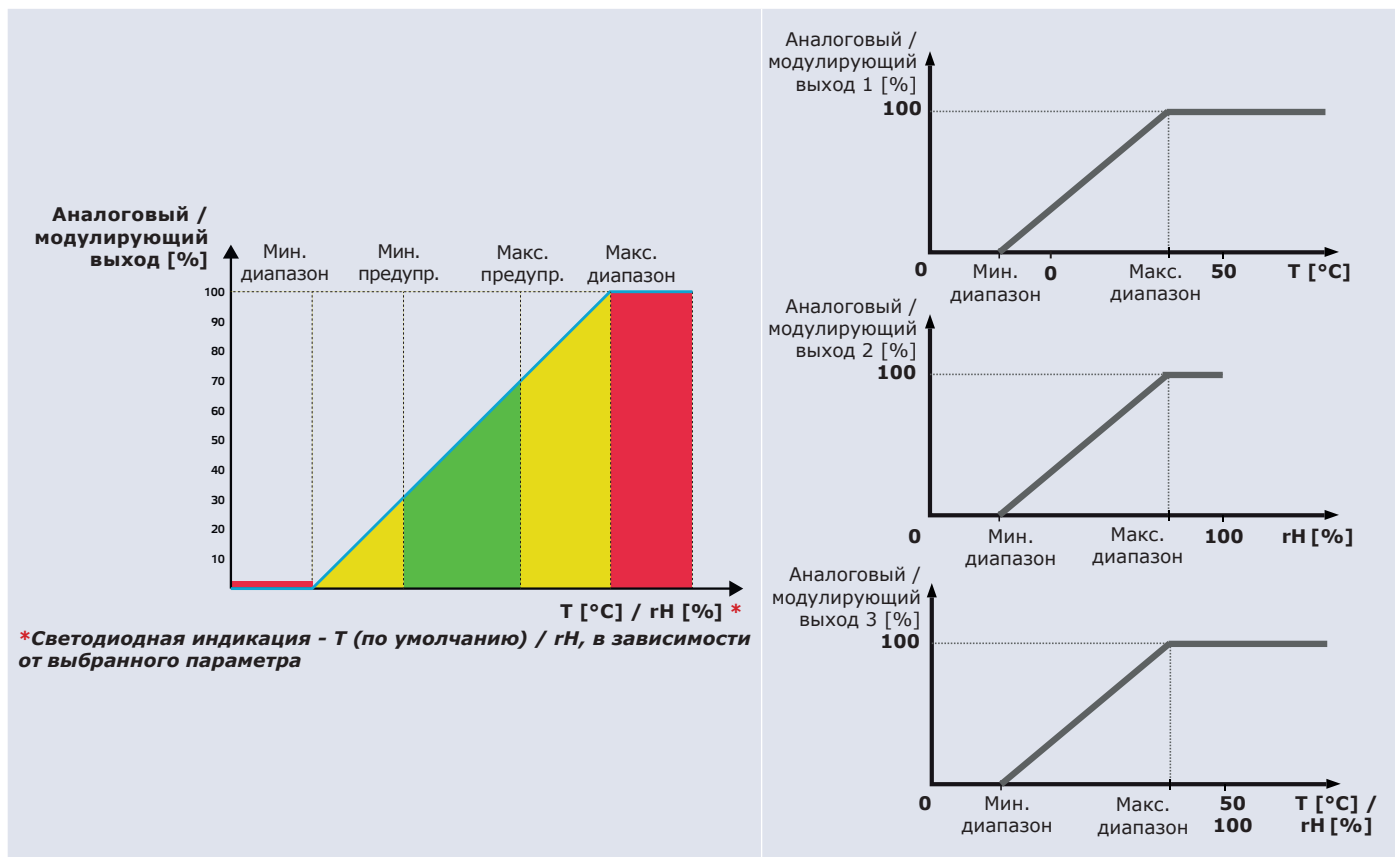 Аналоговый /
модулирующий
выход [%]
Мин.
диапазон
Мин.
предупр.
Макс.
предупр.
Макс.
диапазон
100
90
80
70
60
50
40
30
20
10
T [°C] / rH [%] *
*Светодиодная индикация – T (по умолчанию) / rH, в зависимости
от выбранного параметра
Аналоговый /
модулирующий
выход 1 [%]
100
0
Мин.
диапазон
0
Макс.
диапазон
50
T [°C]
Аналоговый /
модулирующий
выход 2 [%]
100
0
Мин.
диапазон
Макс.
диапазон
100
rH [%]
Аналоговый /
модулирующий
выход 3 [%]
100
0
Мин.
диапазон
Макс.
диапазон
50
100
T [°C] /
rH [%]